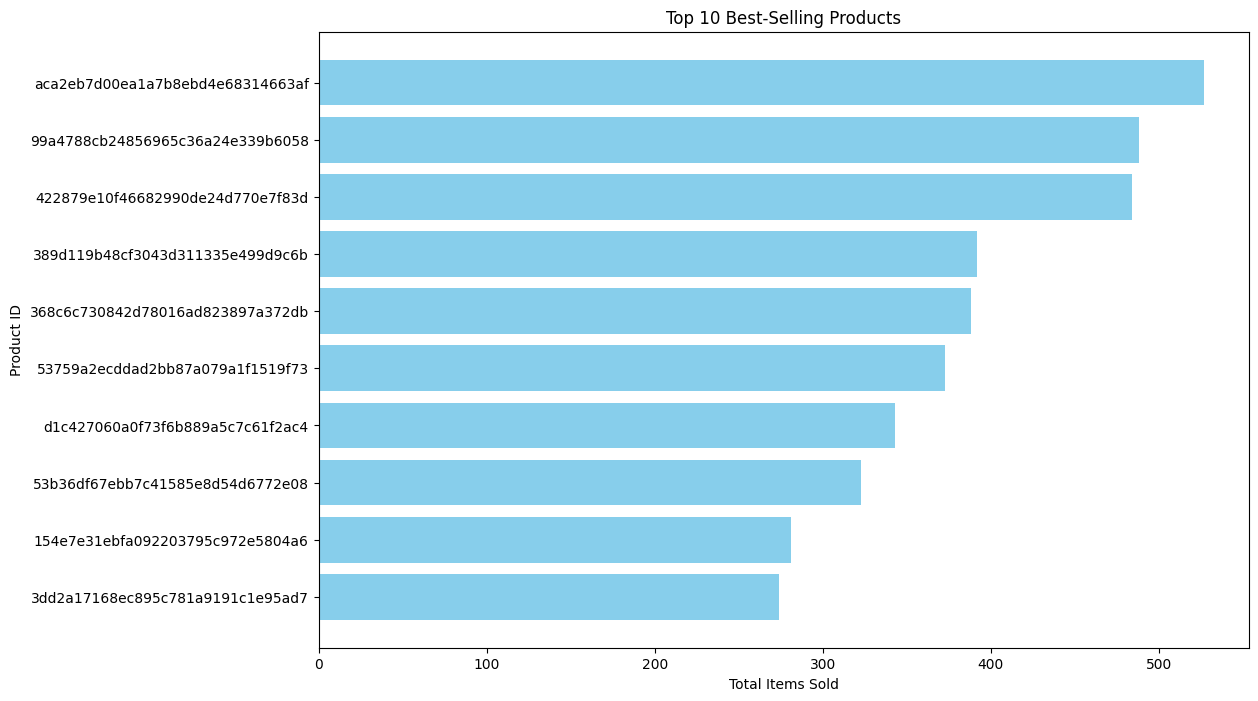 Top 10 Best-Selling Products
Product ID
aca2eb7d00ea1a7b8ebd4e68314663af
99a4788cb24856965c36a24e339b6058
422879e10f46682990de24d770e7f83d
389d119b48cf3043d311335e499d9c6b
368c6c730842d78016ad823897a372db
53759a2ecddad2bb87a079a1f1519f73
d1c427060a0f73f6b889a5c7c61f2ac4
53b36df67ebb7c41585e8d54d6772e08
154e7e31ebfa092203795c972e5804a6
3dd2a17168ec895c781a9191c1e95ad7
0 100 200 300 400 500
Total Items Sold